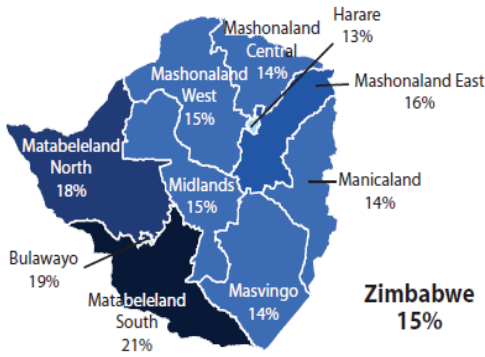 Harare
13%
Mashonaland
Central
14%
Mashonaland
West
15%
Mashonaland East
16%
Matabeleland
North
18%
Midlands
15%
Manicaland
14%
Bulawayo
19%
Matabeleland
South
21%
Masvingo
14%
Zimbabwe
15%